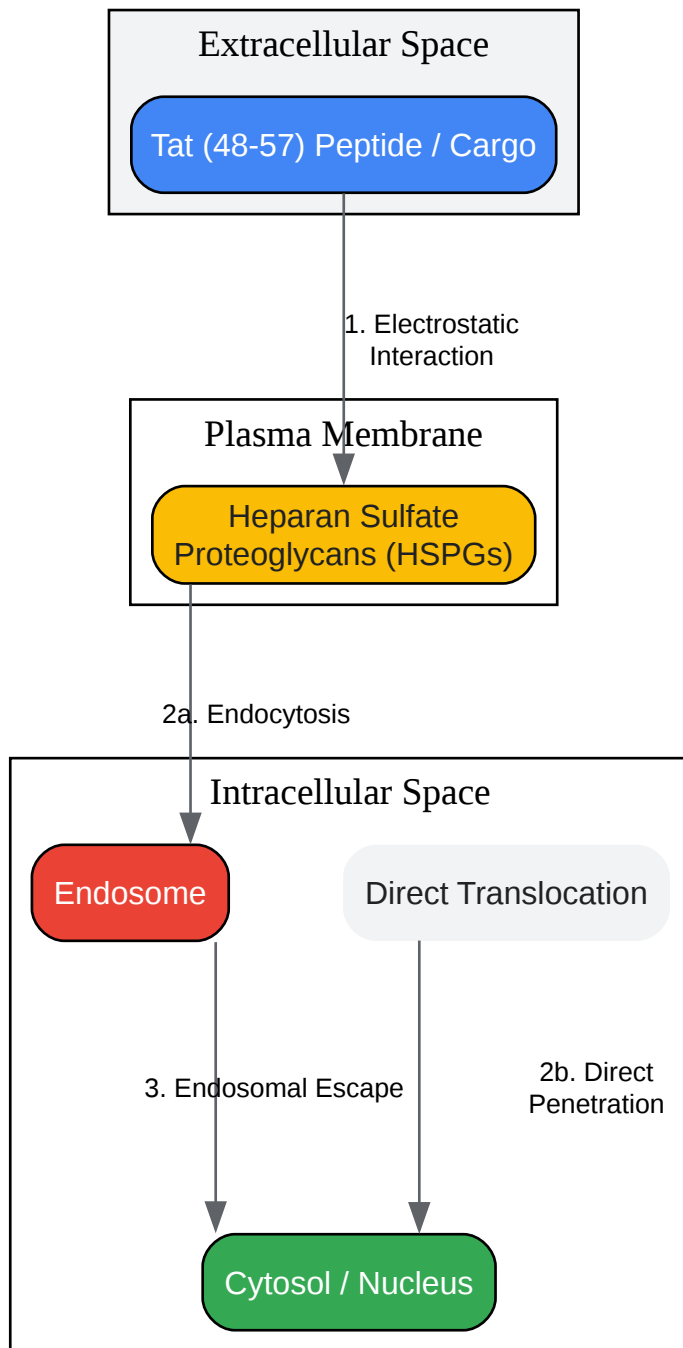 Extracellular Space
Tat (48-57) Peptide / Cargo
1. Electrostatic
Interaction
Plasma Membrane
Heparan Sulfate
Proteoglycans (HSPGs)
2a. Endocytosis
Intracellular Space
Endosome
Direct Translocation
3. Endosomal Escape
2b. Direct
Penetration
Cytosol / Nucleus